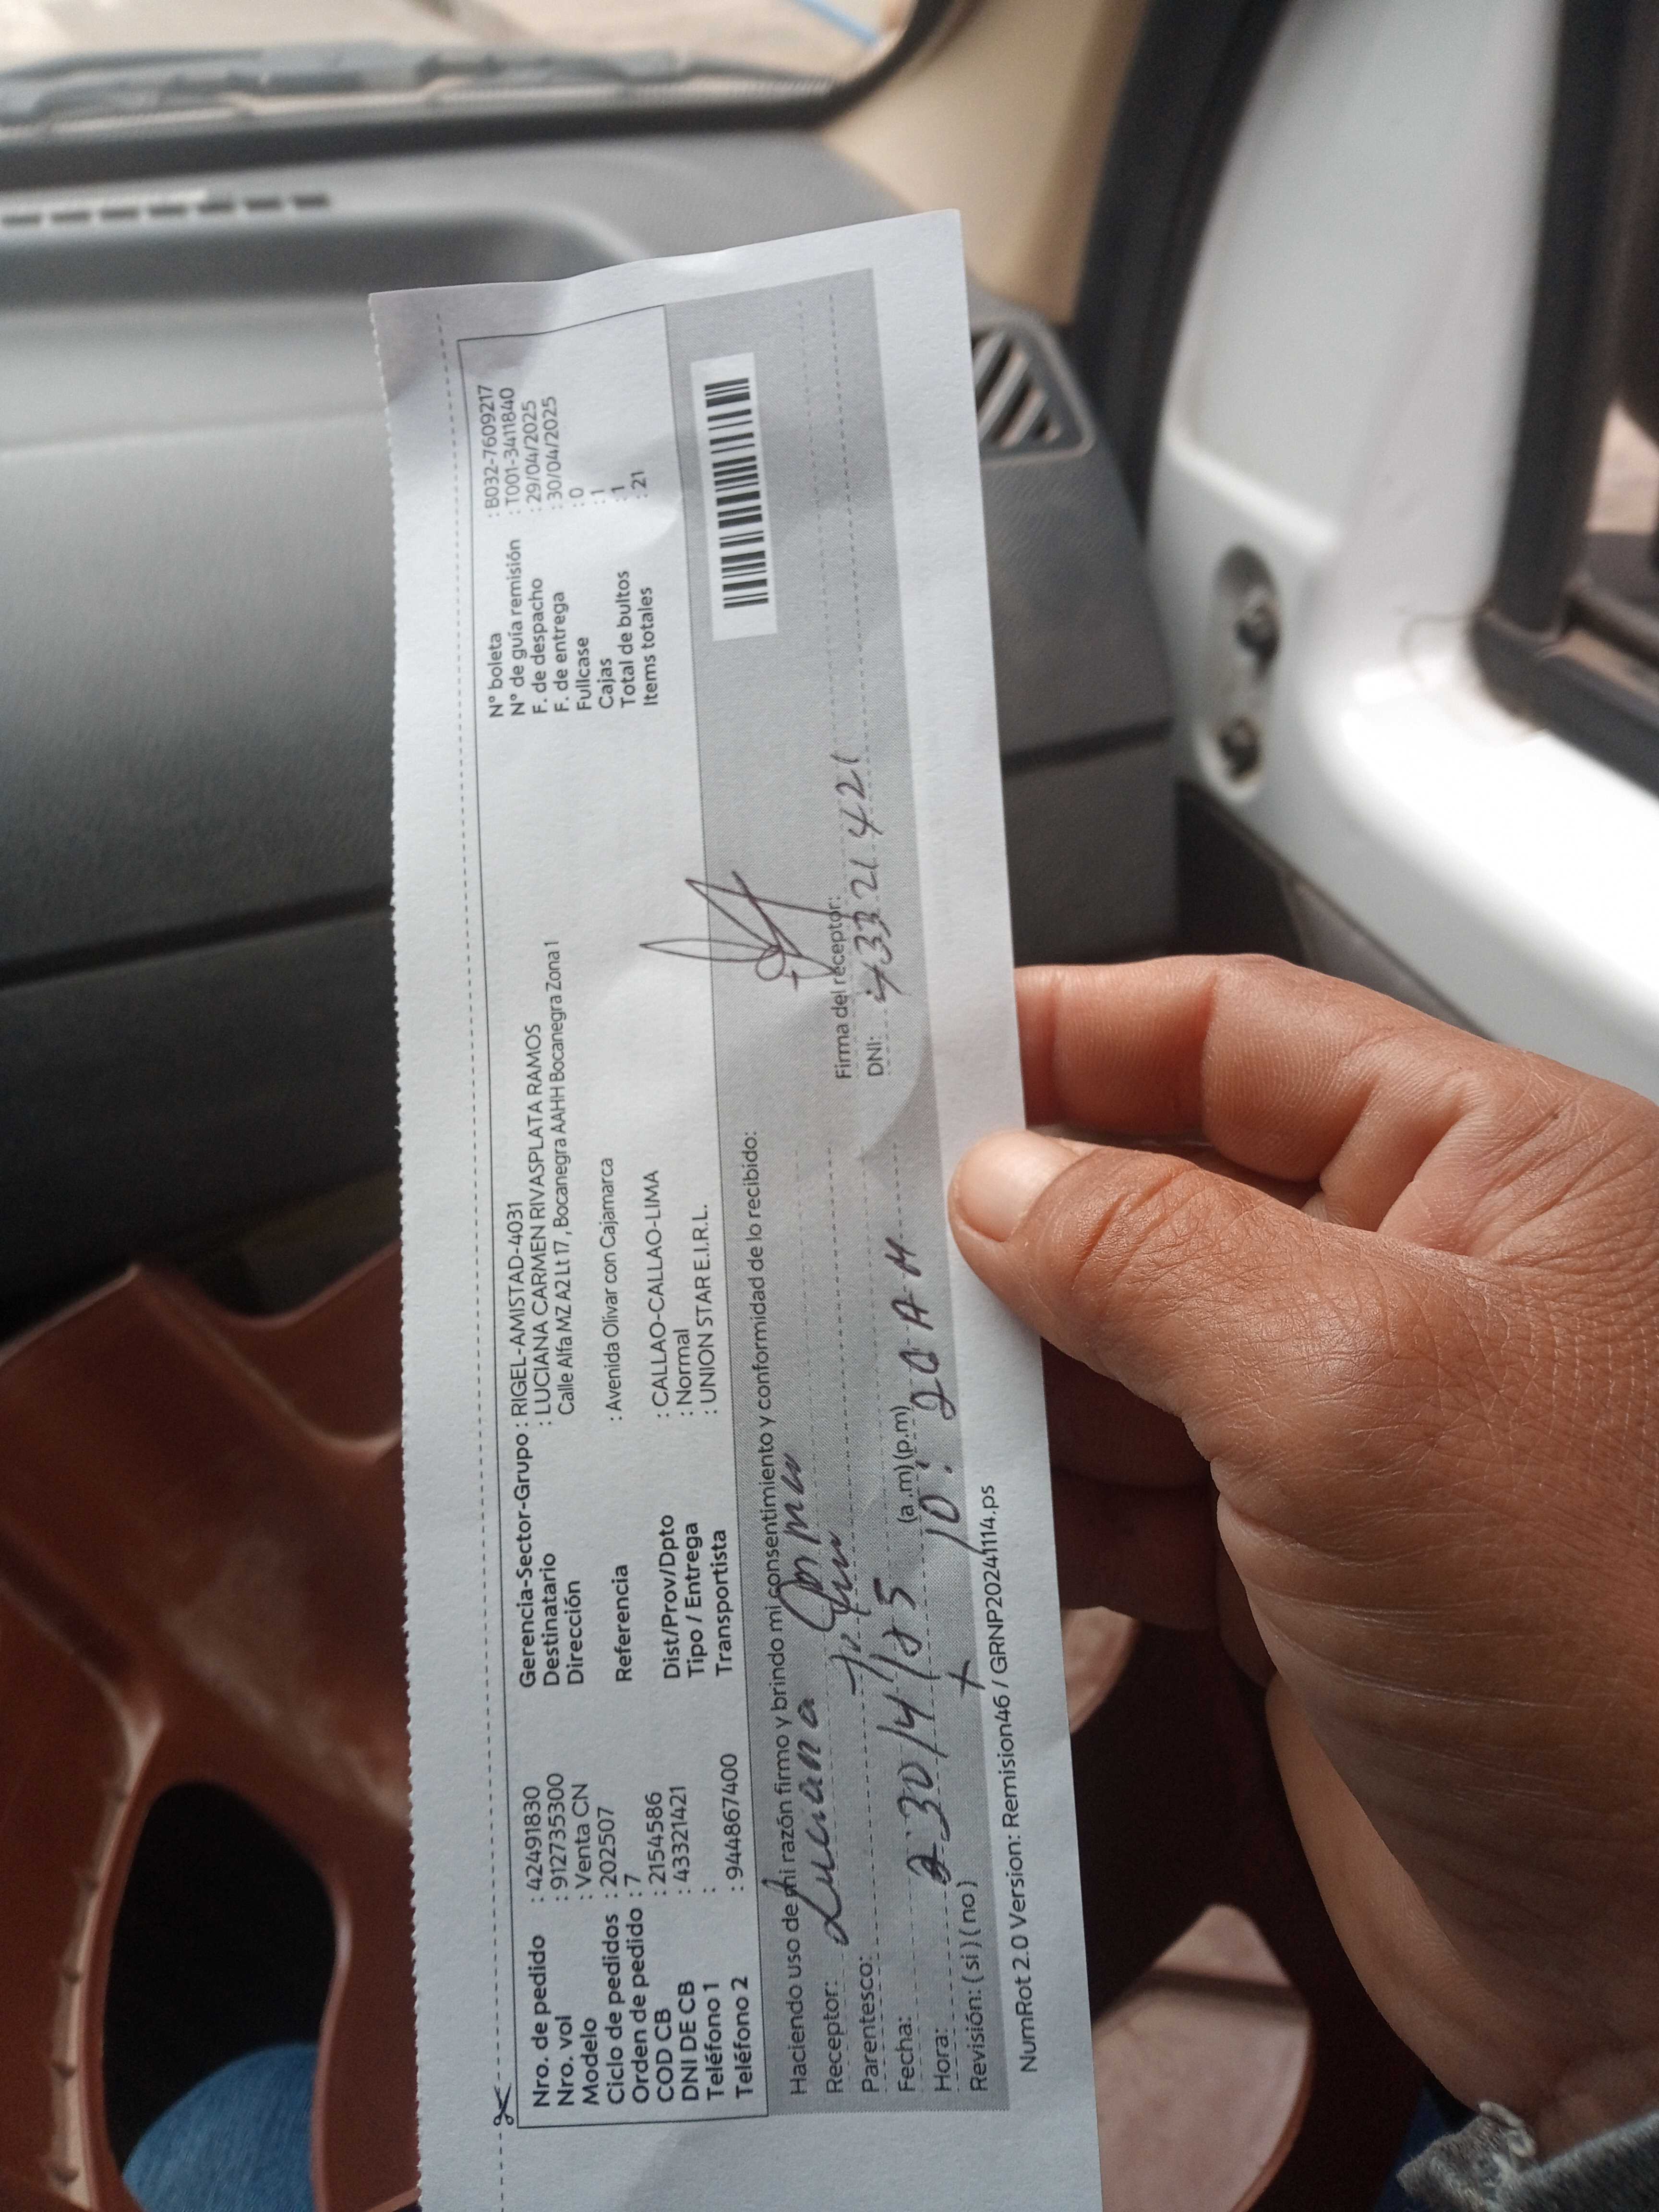 Nro. de pedido : 42491830
Nro. vol : 912735300
Modelo : Venta CN
Ciclo de pedidos : 202507
Orden de pedido : 7
COD CB : 2154586
DNI DE CB : 43321421
Teléfono 1 :
Teléfono 2 : 944867400
Gerencia-Sector-Grupo : RIGEL-AMISTAD-4031
Destinatario : LUCIANA CARMEN RIVASPLATA RAMOS
Dirección : Calle Alfa MZ A2 Lt 17, Bocanegra AAHH Bocanegra Zona 1
Referencia : Avenida Olivar con Cajamarca
Dist/Prov/Dpto : CALLAO-CALLAO-LIMA
Tipo / Entrega : Normal
Transportista : UNION STAR E.I.R.L.
N° boleta : B032-7609217
N° de guía remisión : T001-3411840
F. de despacho : 29/04/2025
F. de entrega : 30/04/2025
Fullcase : 0
Cajas : 1
Total de bultos : 1
Items totales : 21
Haciendo uso de mi razón firmo y brindo mi consentimiento y conformidad de lo recibido:
Receptor: Luciana
Parentesco:
Fecha: 30/4/25
Hora: (a.m)(p.m) 10:20 AM
Revisión: ( si ) ( no )
Firma del receptor:
DNI: 43321421
NumRot 2.0 Version: Remision46 / GRNP20241114.ps